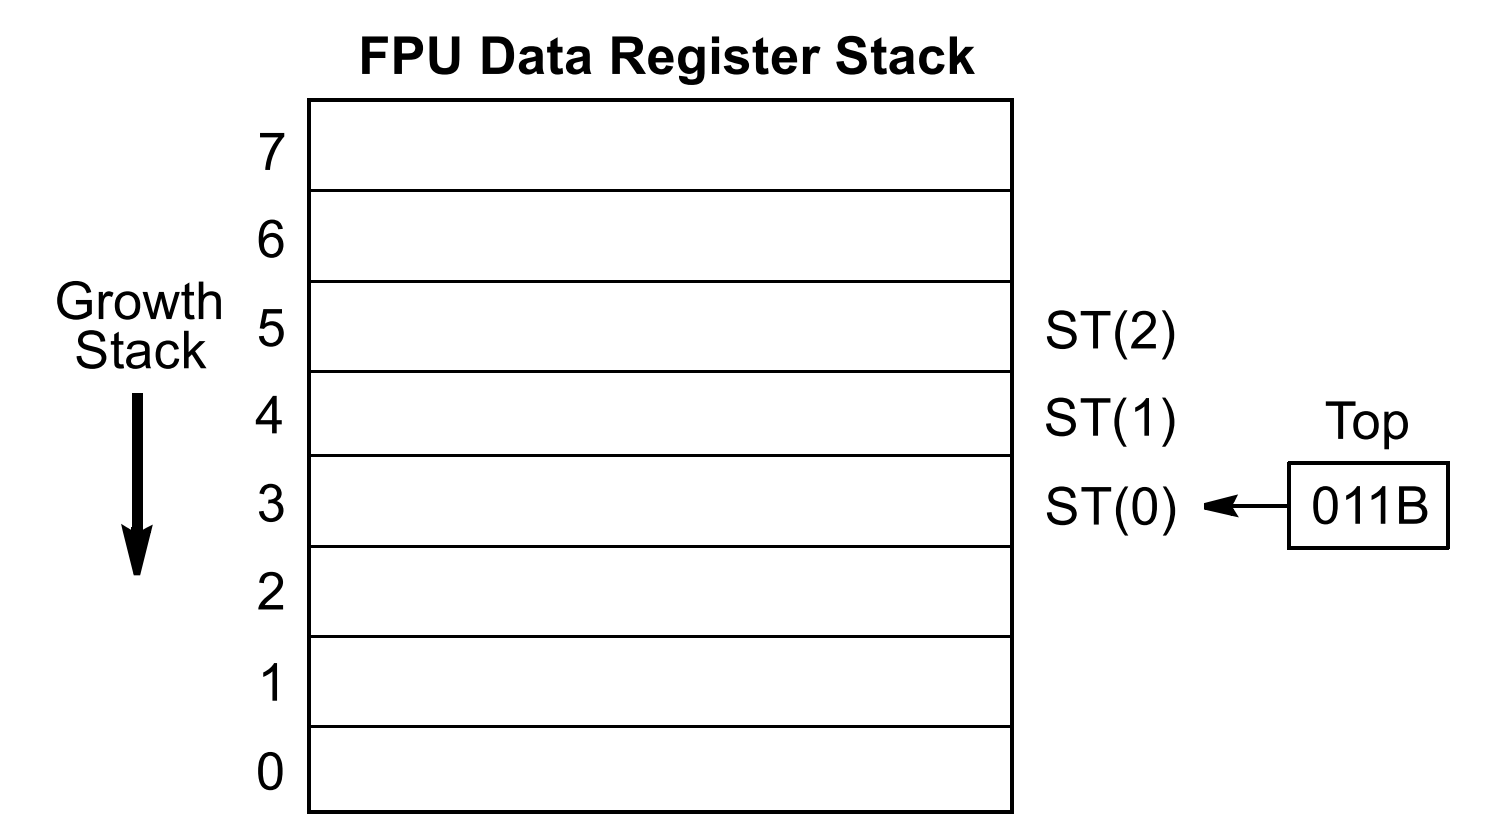 FPU Data Register Stack
7
6
Growth
Stack
5
ST(2)
4
ST(1)
Top
3
ST(0)
011B
2
1
0